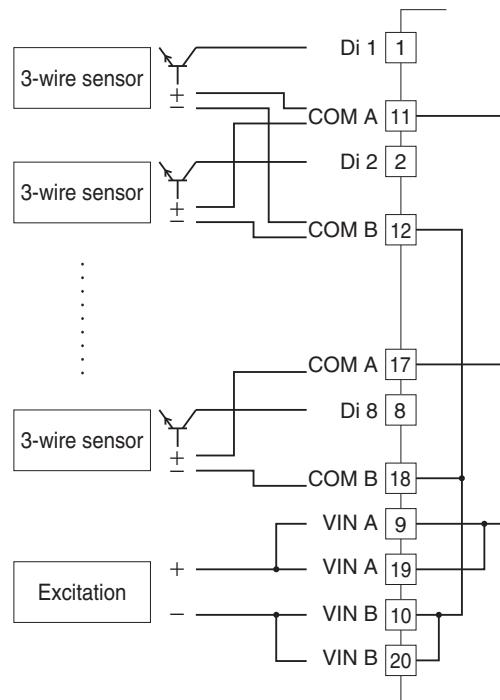 Di 1 1
3-wire sensor
+
−
COM A 11
Di 2 2
3-wire sensor
+
−
COM B 12
COM A 17
Di 8 8
3-wire sensor
+
−
COM B 18
VIN A 9
Excitation
+
VIN A 19
−
VIN B 10
VIN B 20